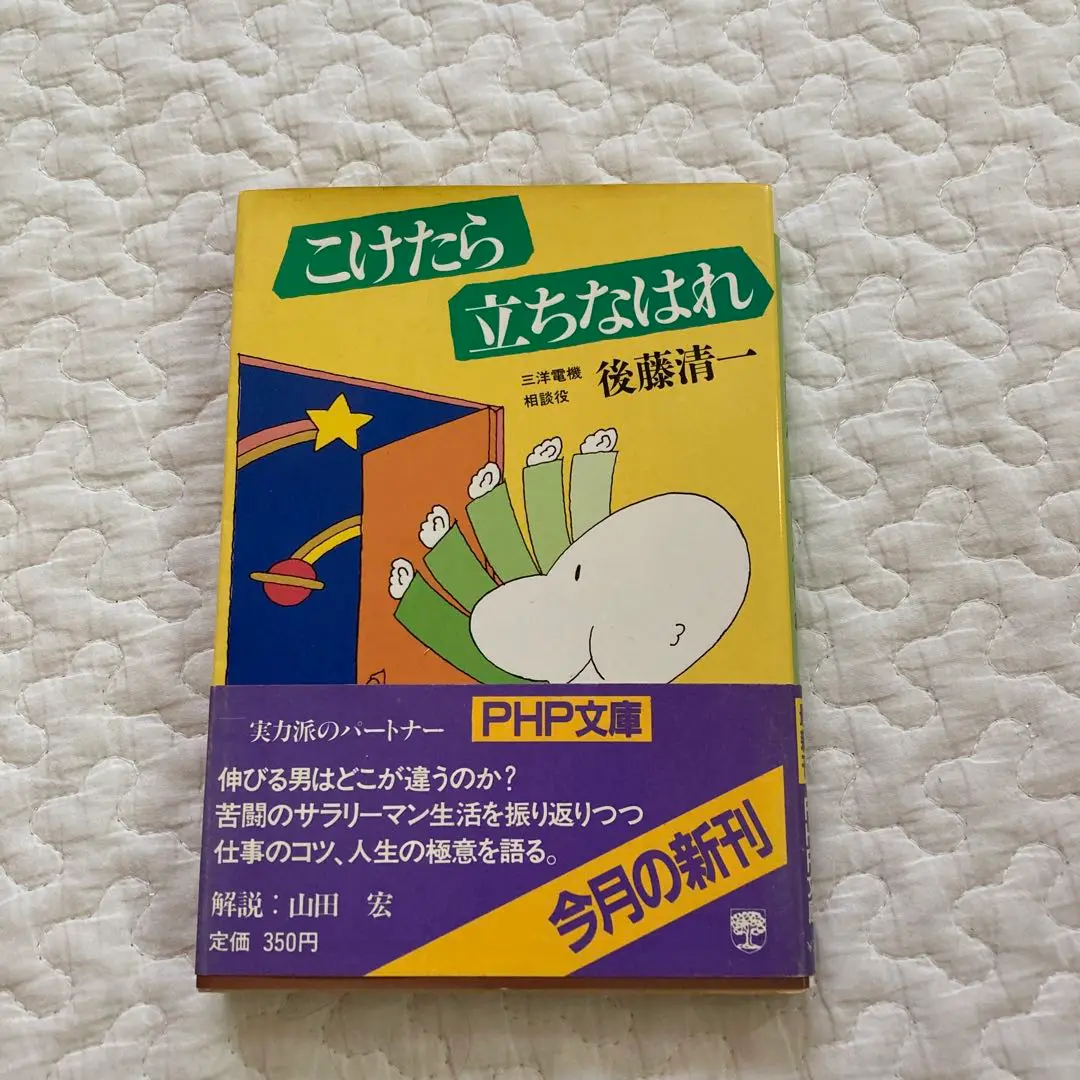 こけたら
立ちなはれ
三洋電機
相談役
後藤清一
実力派のパートナー
PHP文庫
伸びる男はどこが違うのか?
苦闘のサラリーマン生活を振り返りつつ
仕事のコツ、人生の極意を語る。
解説:山田 宏
定価 350円
今月の新刊